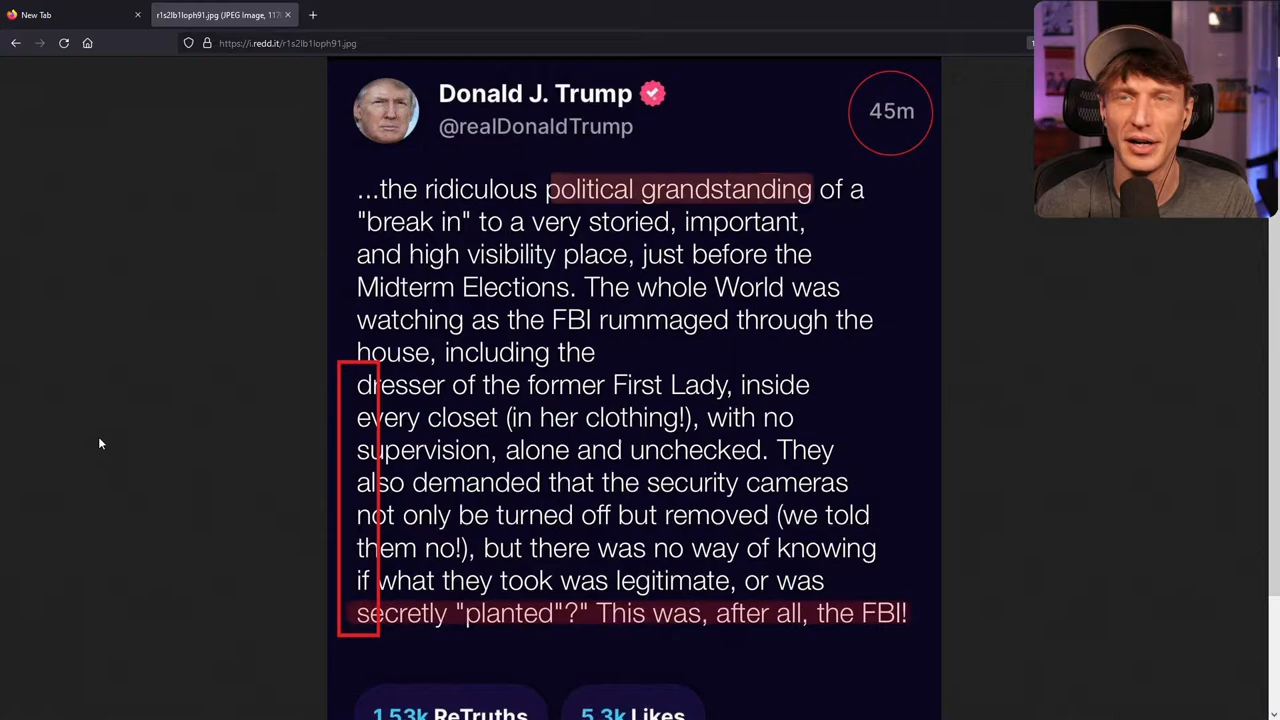 New Tab
r1s2lb1loph91.jpg (JPEG Image, 117
https://i.redd.it/r1s2lb1loph91.jpg
Donald J. Trump
@realDonaldTrump
45m
...the ridiculous political grandstanding of a
"break in" to a very storied, important,
and high visibility place, just before the
Midterm Elections. The whole World was
watching as the FBI rummaged through the
house, including the
dresser of the former First Lady, inside
every closet (in her clothing!), with no
supervision, alone and unchecked. They
also demanded that the security cameras
not only be turned off but removed (we told
them no!), but there was no way of knowing
if what they took was legitimate, or was
secretly "planted"?" This was, after all, the FBI!
1.53k ReTruths 5.3k Likes